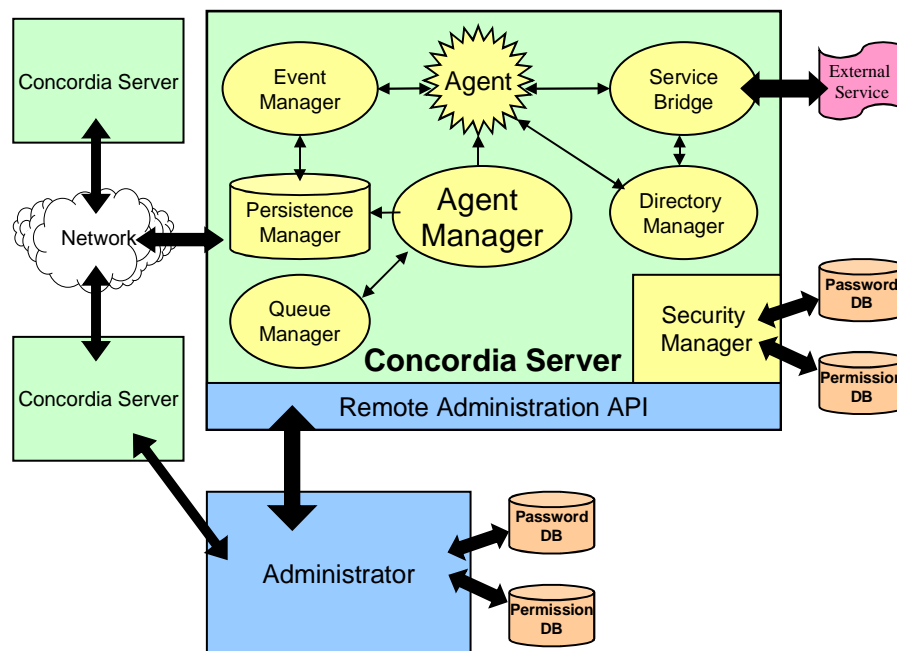 Concordia Server
Event
Manager
Agent
Service
Bridge
External
Service
Network
Persistence
Manager
Agent
Manager
Directory
Manager
Queue
Manager
Security
Manager
Password
DB
Permission
DB
Concordia Server
Concordia Server
Remote Administration API
Administrator
Password
DB
Permission
DB